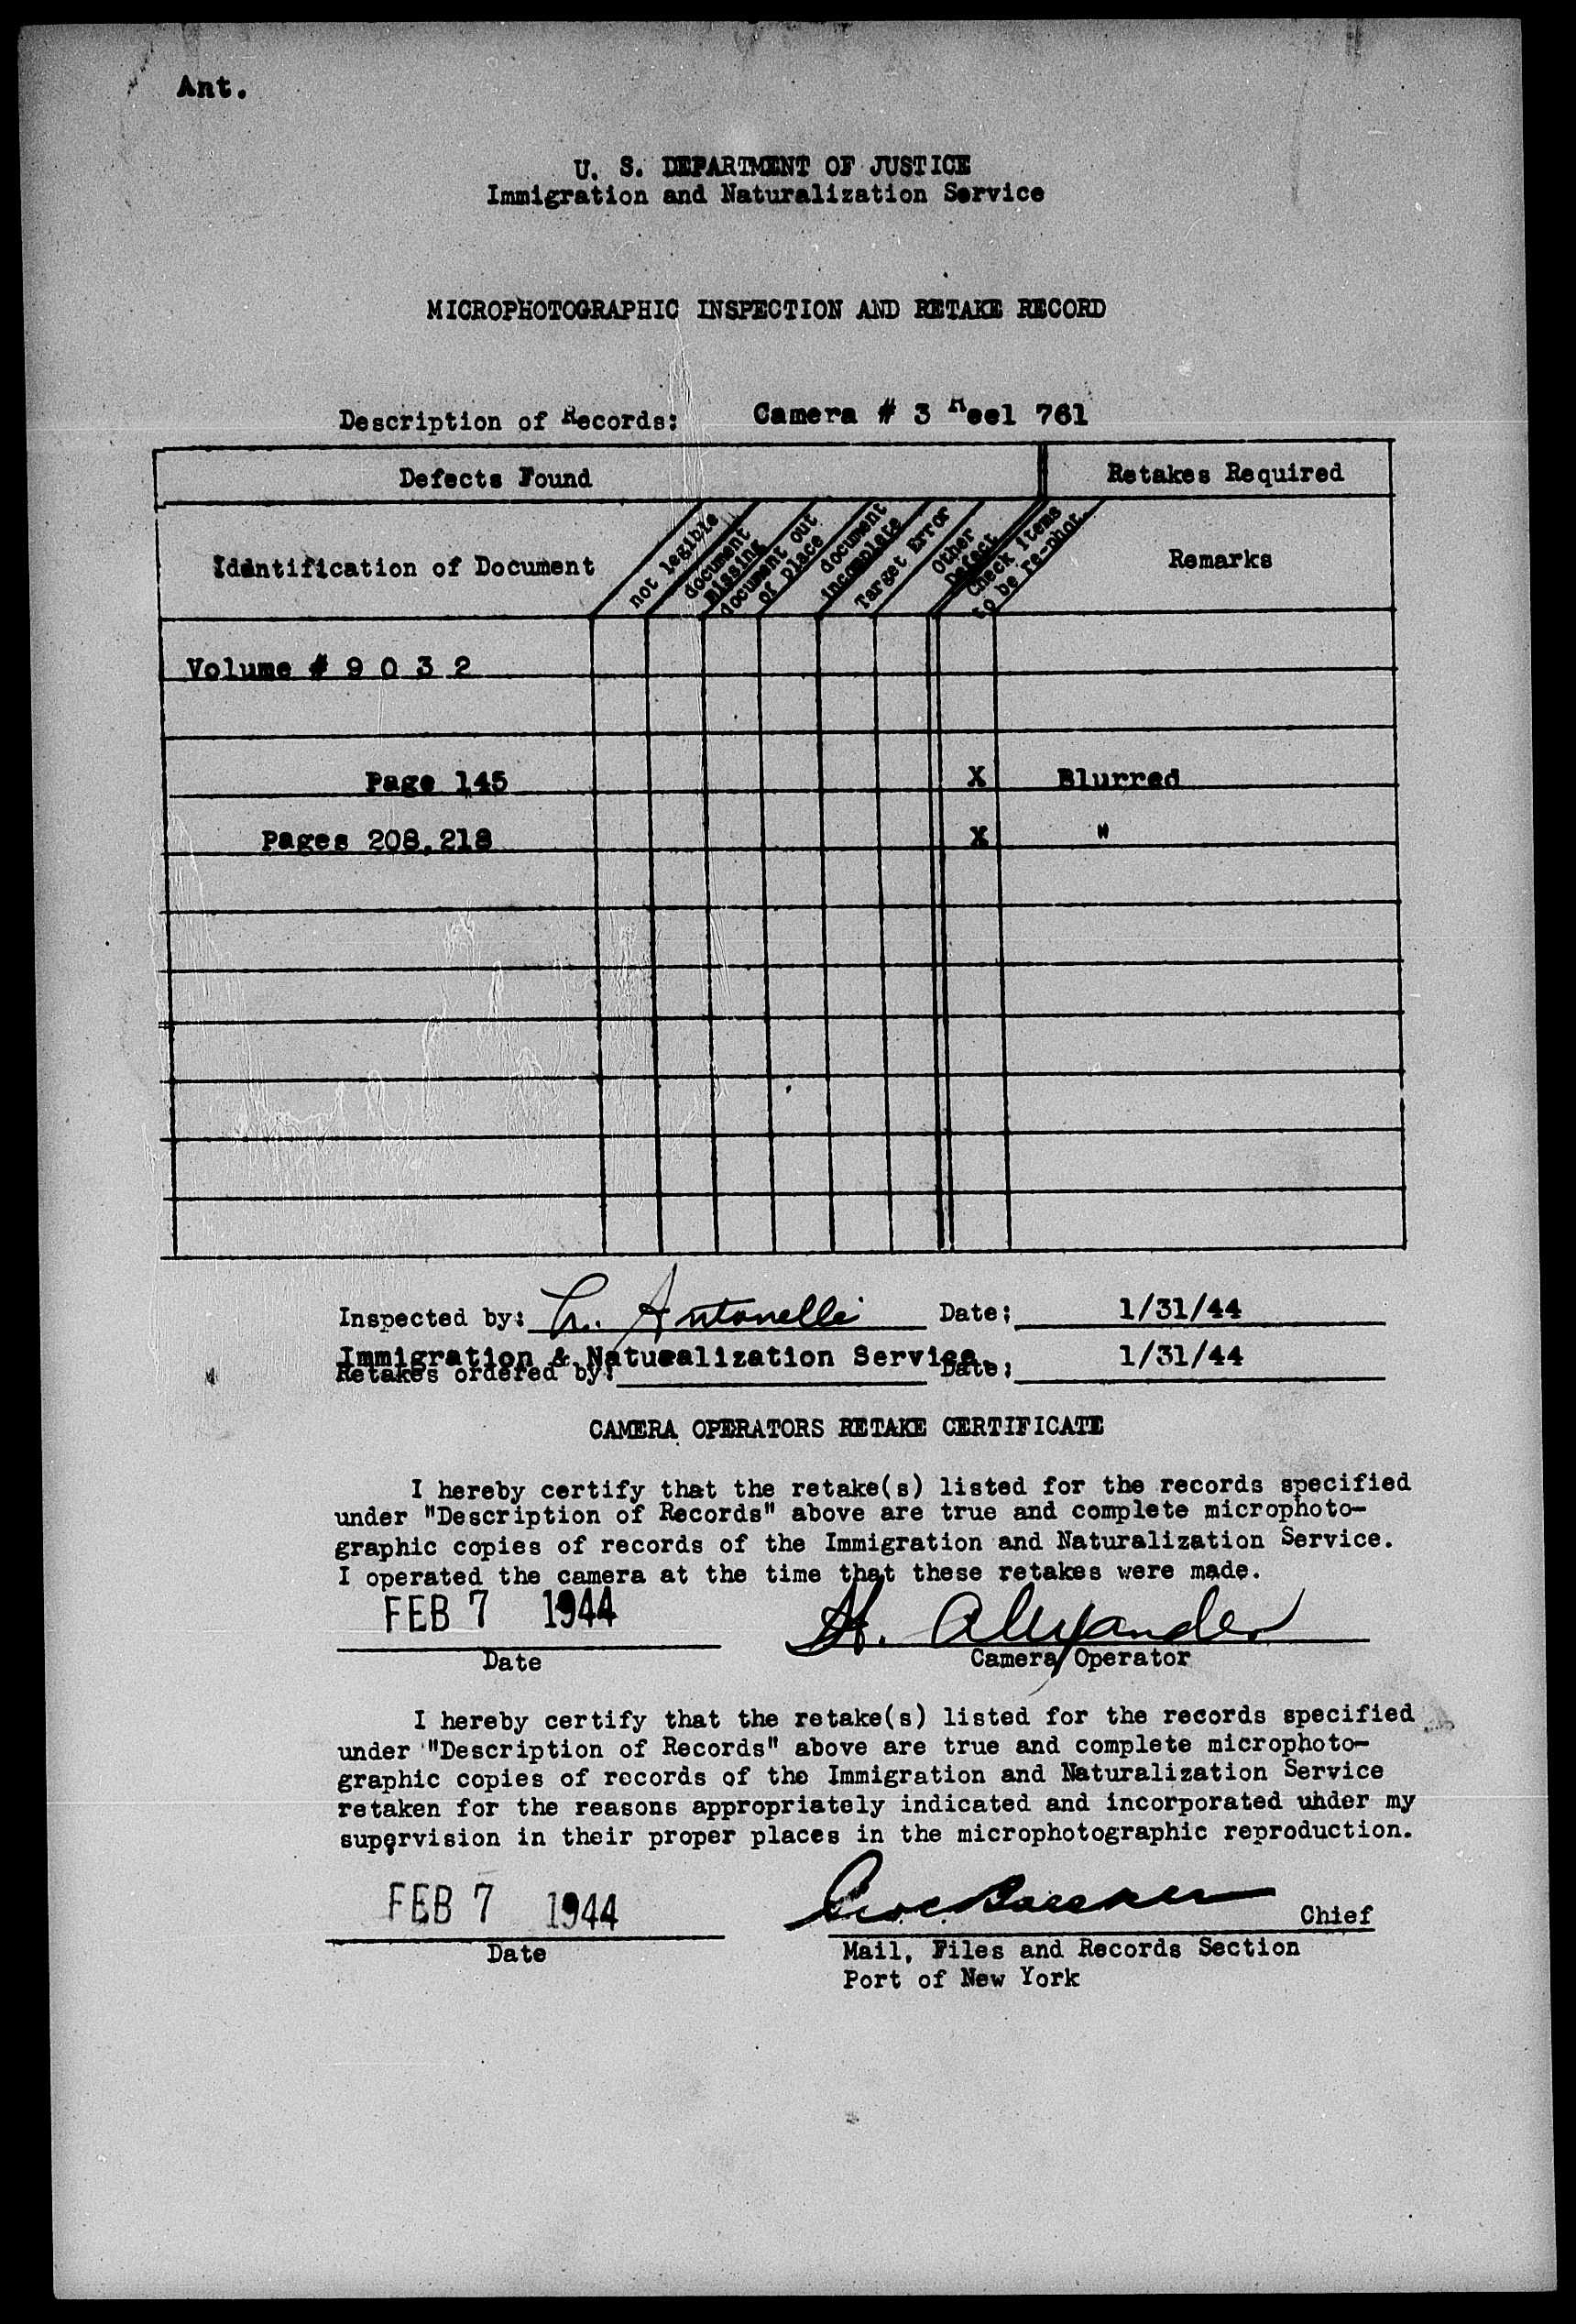 Ant.
U. S. DEPARTMENT OF JUSTICE
Immigration and Naturalization Service
MICROPHOTOGRAPHIC INSPECTION AND RETAKE RECORD
Description of Records: Camera # 3 Reel 761
Defects Found Retakes Required
Identification of Document
not legible
document missing
document out of place
document incomplete
Target Error
Other Defect
Check items to be re-phot.
Remarks
Volume # 9 0 3 2
Page 145 X Blurred
Pages 208,218 X "
Inspected by: Antonelli Date: 1/31/44
Immigration & Naturalization Service. 1/31/44
Retakes ordered by: Date:
CAMERA OPERATORS RETAKE CERTIFICATE
I hereby certify that the retake(s) listed for the records specified
under "Description of Records" above are true and complete microphoto-
graphic copies of records of the Immigration and Naturalization Service.
I operated the camera at the time that these retakes were made.
FEB 7 1944 H. Alexander
Date Camera Operator
I hereby certify that the retake(s) listed for the records specified
under "Description of Records" above are true and complete microphoto-
graphic copies of records of the Immigration and Naturalization Service
retaken for the reasons appropriately indicated and incorporated under my
supervision in their proper places in the microphotographic reproduction.
FEB 7 1944 Chief
Date Mail, Files and Records Section
Port of New York